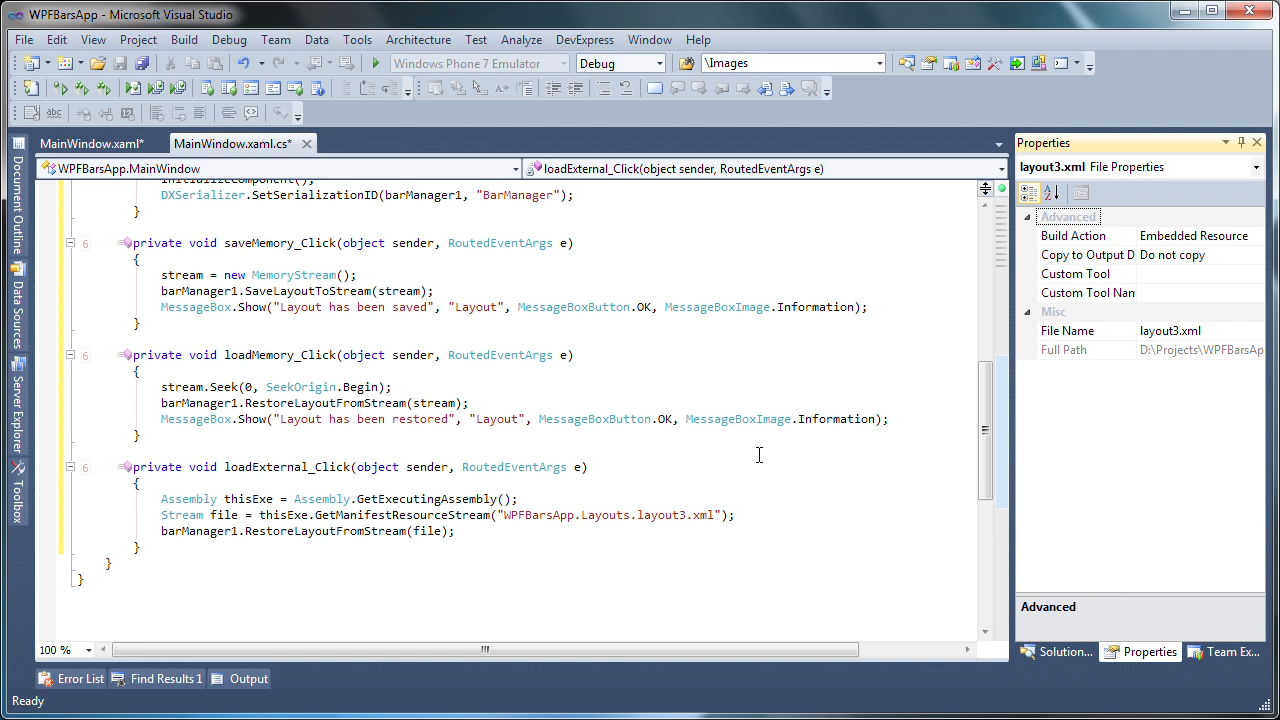 WPFBarsApp - Microsoft Visual Studio
File Edit View Project Build Debug Team Data Tools Architecture Test Analyze DevExpress Window Help
Windows Phone 7 Emulator Debug \Images
MainWindow.xaml* MainWindow.xaml.cs*
WPFBarsApp.MainWindow loadExternal_Click(object sender, RoutedEventArgs e)
InitializeComponent();
DXSerializer.SetSerializationID(barManager1, "BarManager");
}
6 private void saveMemory_Click(object sender, RoutedEventArgs e)
{
stream = new MemoryStream();
barManager1.SaveLayoutToStream(stream);
MessageBox.Show("Layout has been saved", "Layout", MessageBoxButton.OK, MessageBoxImage.Information);
}
6 private void loadMemory_Click(object sender, RoutedEventArgs e)
{
stream.Seek(0, SeekOrigin.Begin);
barManager1.RestoreLayoutFromStream(stream);
MessageBox.Show("Layout has been restored", "Layout", MessageBoxButton.OK, MessageBoxImage.Information);
}
6 private void loadExternal_Click(object sender, RoutedEventArgs e)
{
Assembly thisExe = Assembly.GetExecutingAssembly();
Stream file = thisExe.GetManifestResourceStream("WPFBarsApp.Layouts.layout3.xml");
barManager1.RestoreLayoutFromStream(file);
}
}
}
100 %
Document Outline
Data Sources
Server Explorer
Toolbox
Properties
layout3.xml File Properties
Advanced
Build Action Embedded Resource
Copy to Output D Do not copy
Custom Tool
Custom Tool Nan
Misc
File Name layout3.xml
Full Path D:\Projects\WPFBarsAp
Advanced
Solution... Properties Team Ex...
Error List Find Results 1 Output
Ready